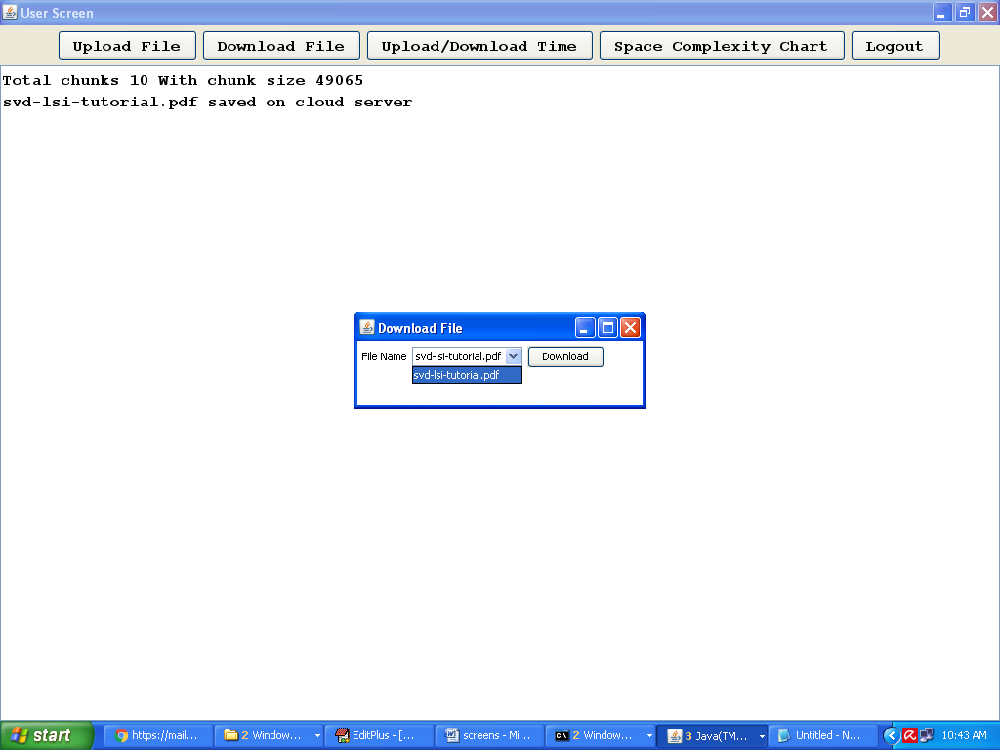 User Screen
Upload File Download File Upload/Download Time Space Complexity Chart Logout
Total chunks 10 With chunk size 49065
svd-lsi-tutorial.pdf saved on cloud server
Download File
File Name svd-lsi-tutorial.pdf Download
svd-lsi-tutorial.pdf
start https://mail... 2 Window... EditPlus - [... screens - Mi... 2 Window... 3 Java(TM... Untitled - N... 10:43 AM